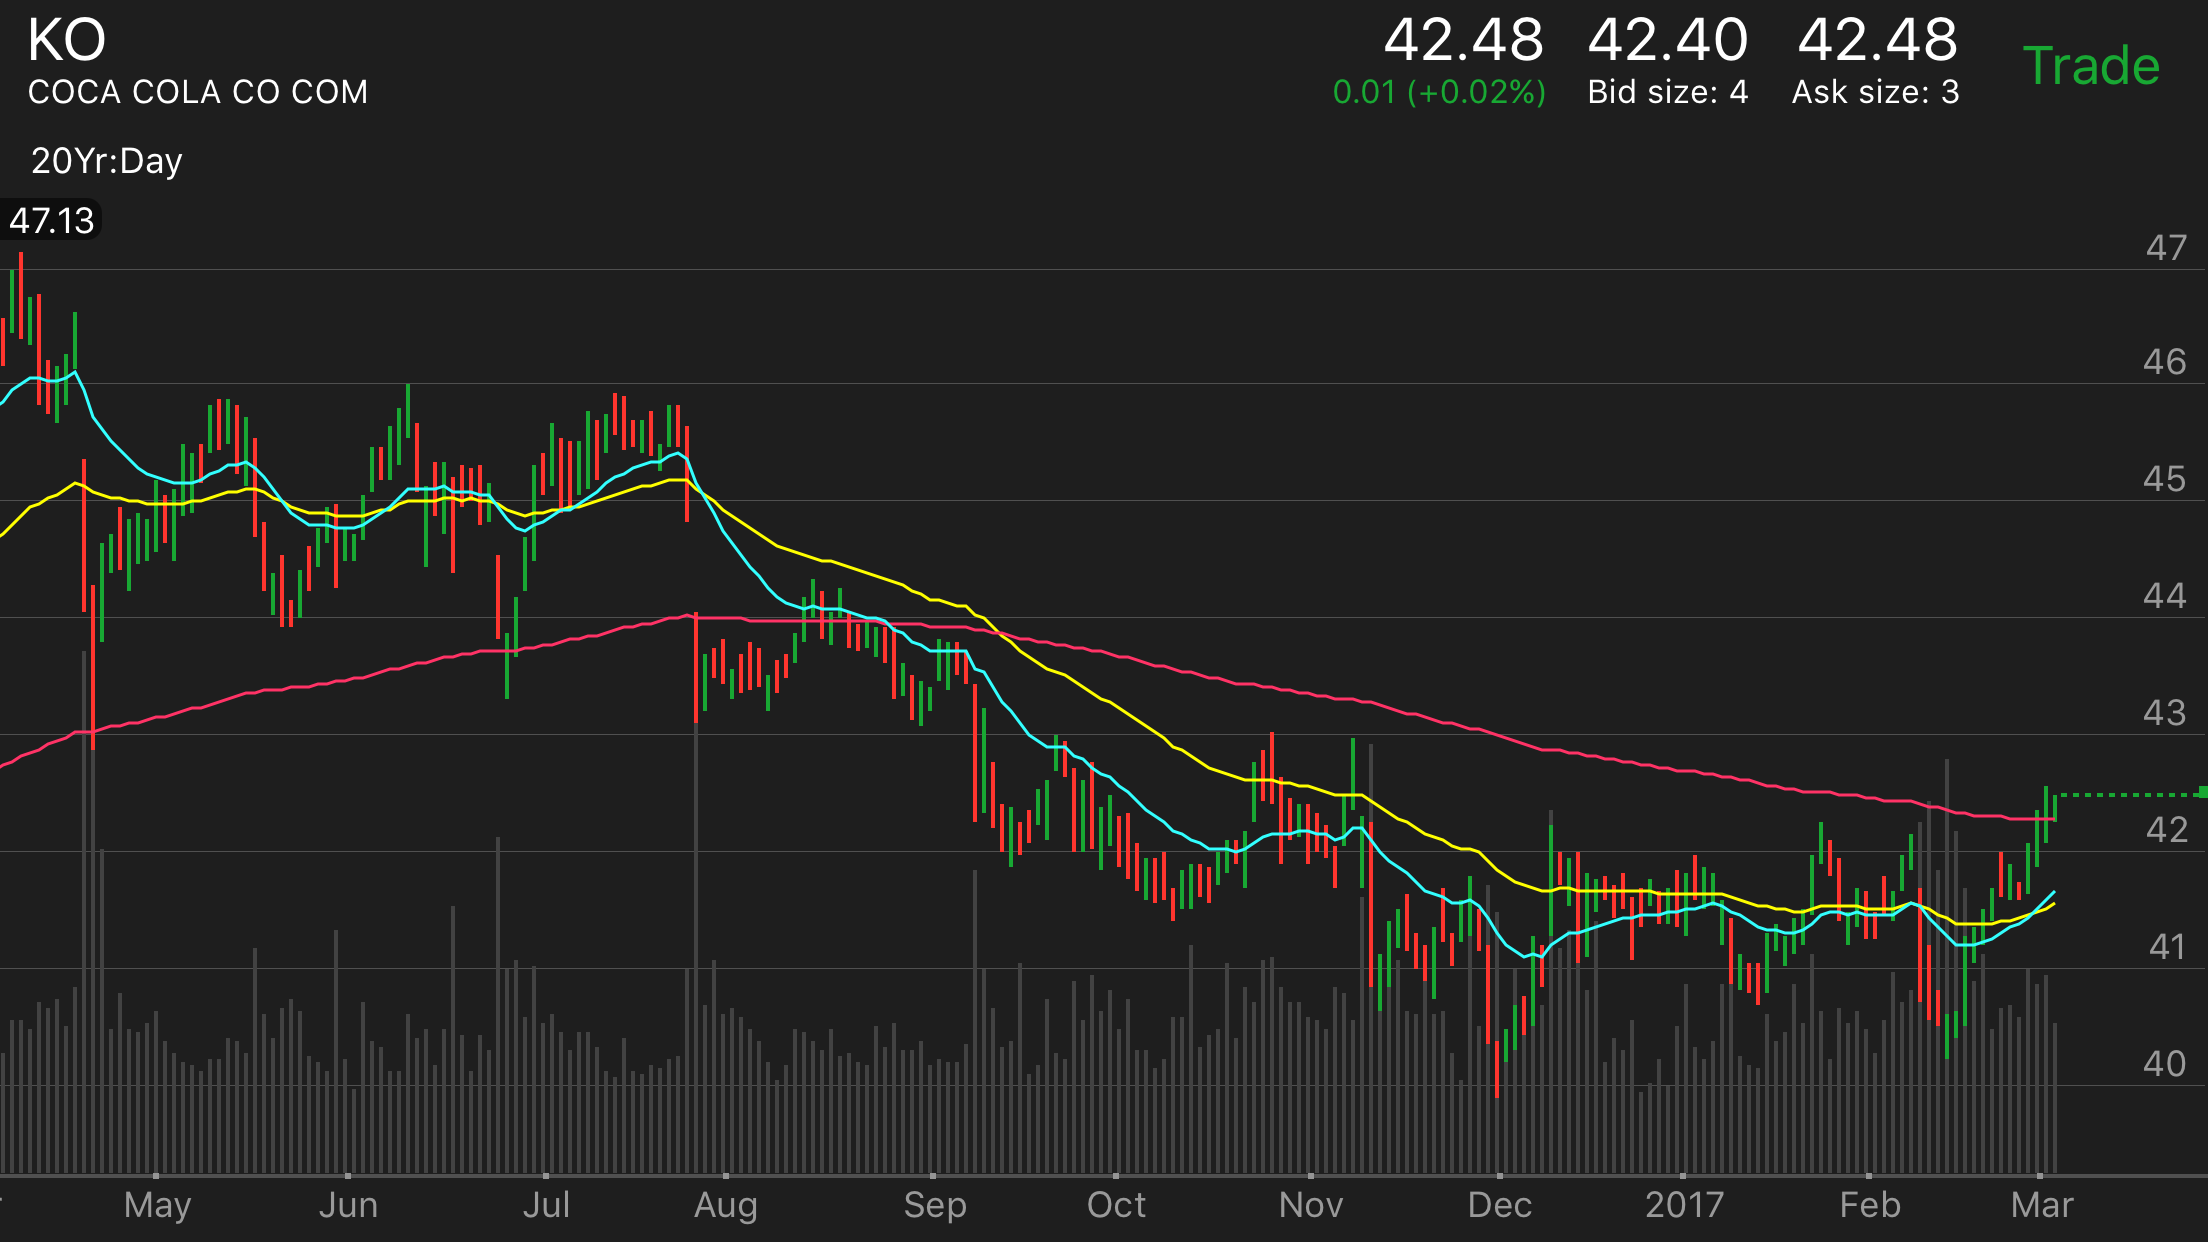 KO
COCA COLA CO COM
42.48
0.01 (+0.02%)
42.40
Bid size: 4
42.48
Ask size: 3
Trade
20Yr:Day
47.13
47
46
45
44
43
42
41
40
May Jun Jul Aug Sep Oct Nov Dec 2017 Feb Mar